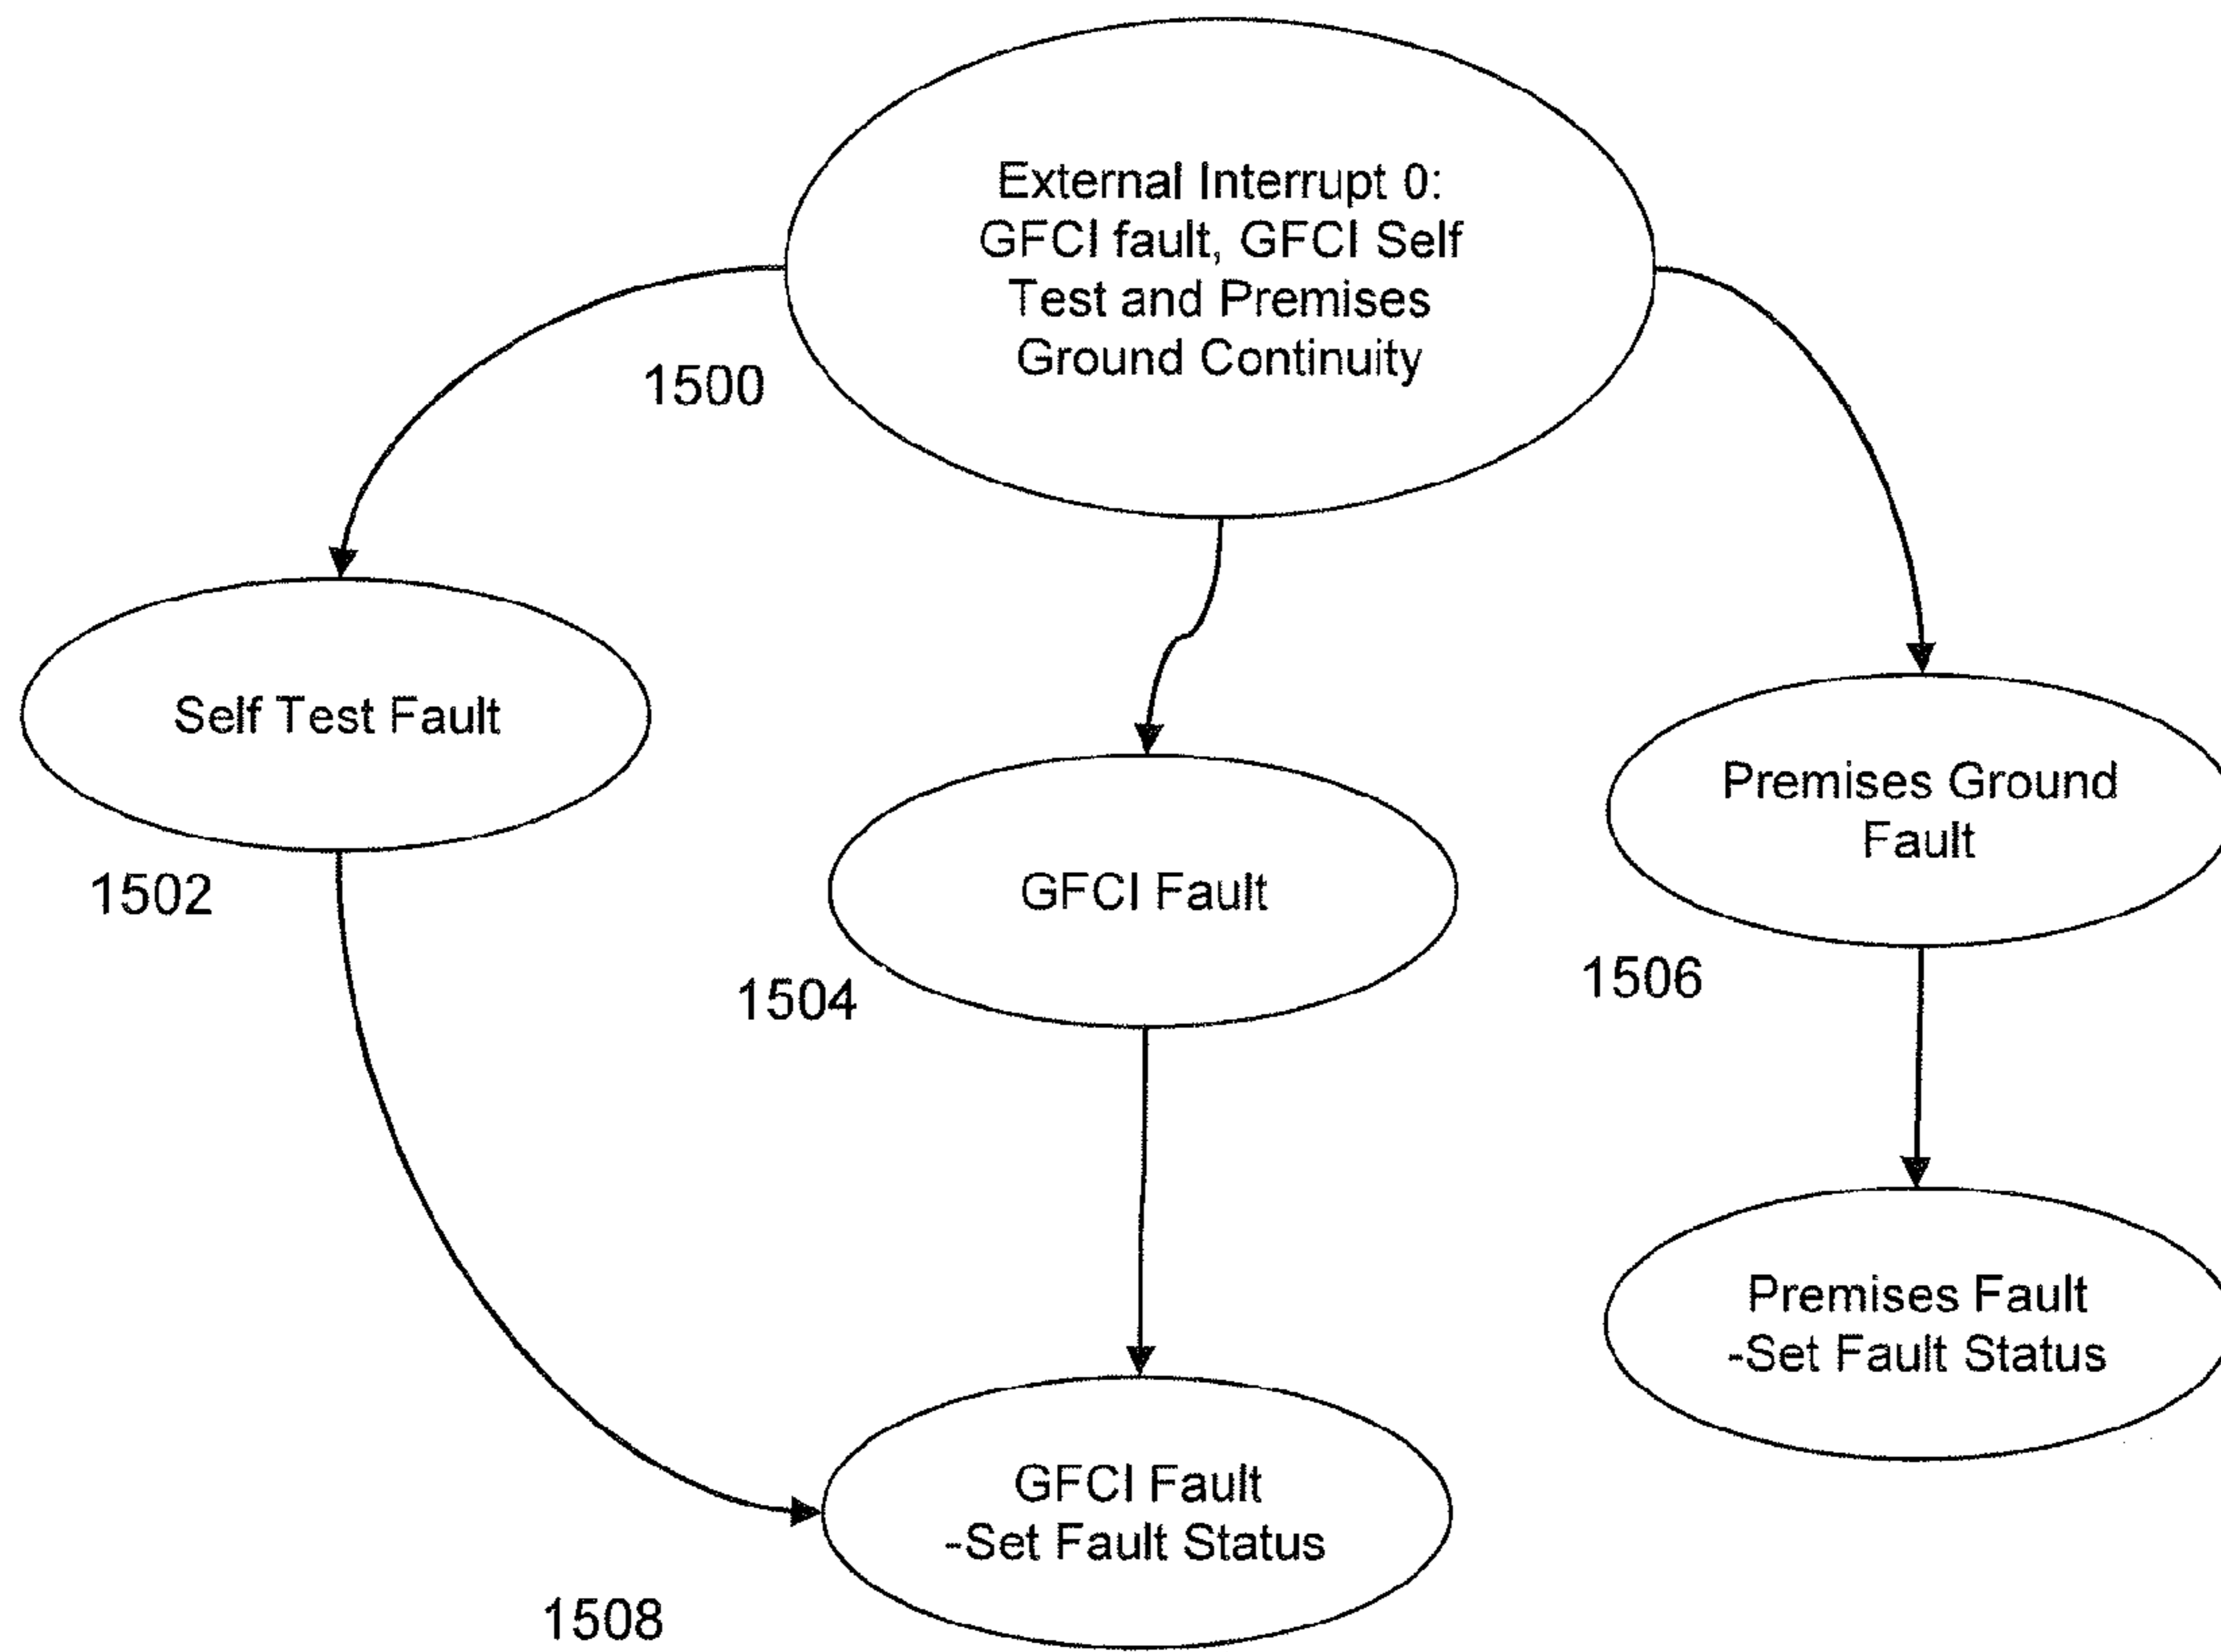 External Interrupt 0:
GFCI fault, GFCI Self
Test and Premises
Ground Continuity
1500
Self Test Fault
1502
GFCI Fault
1504
Premises Ground
Fault
1506
Premises Fault
-Set Fault Status
GFCI Fault
-Set Fault Status
1508